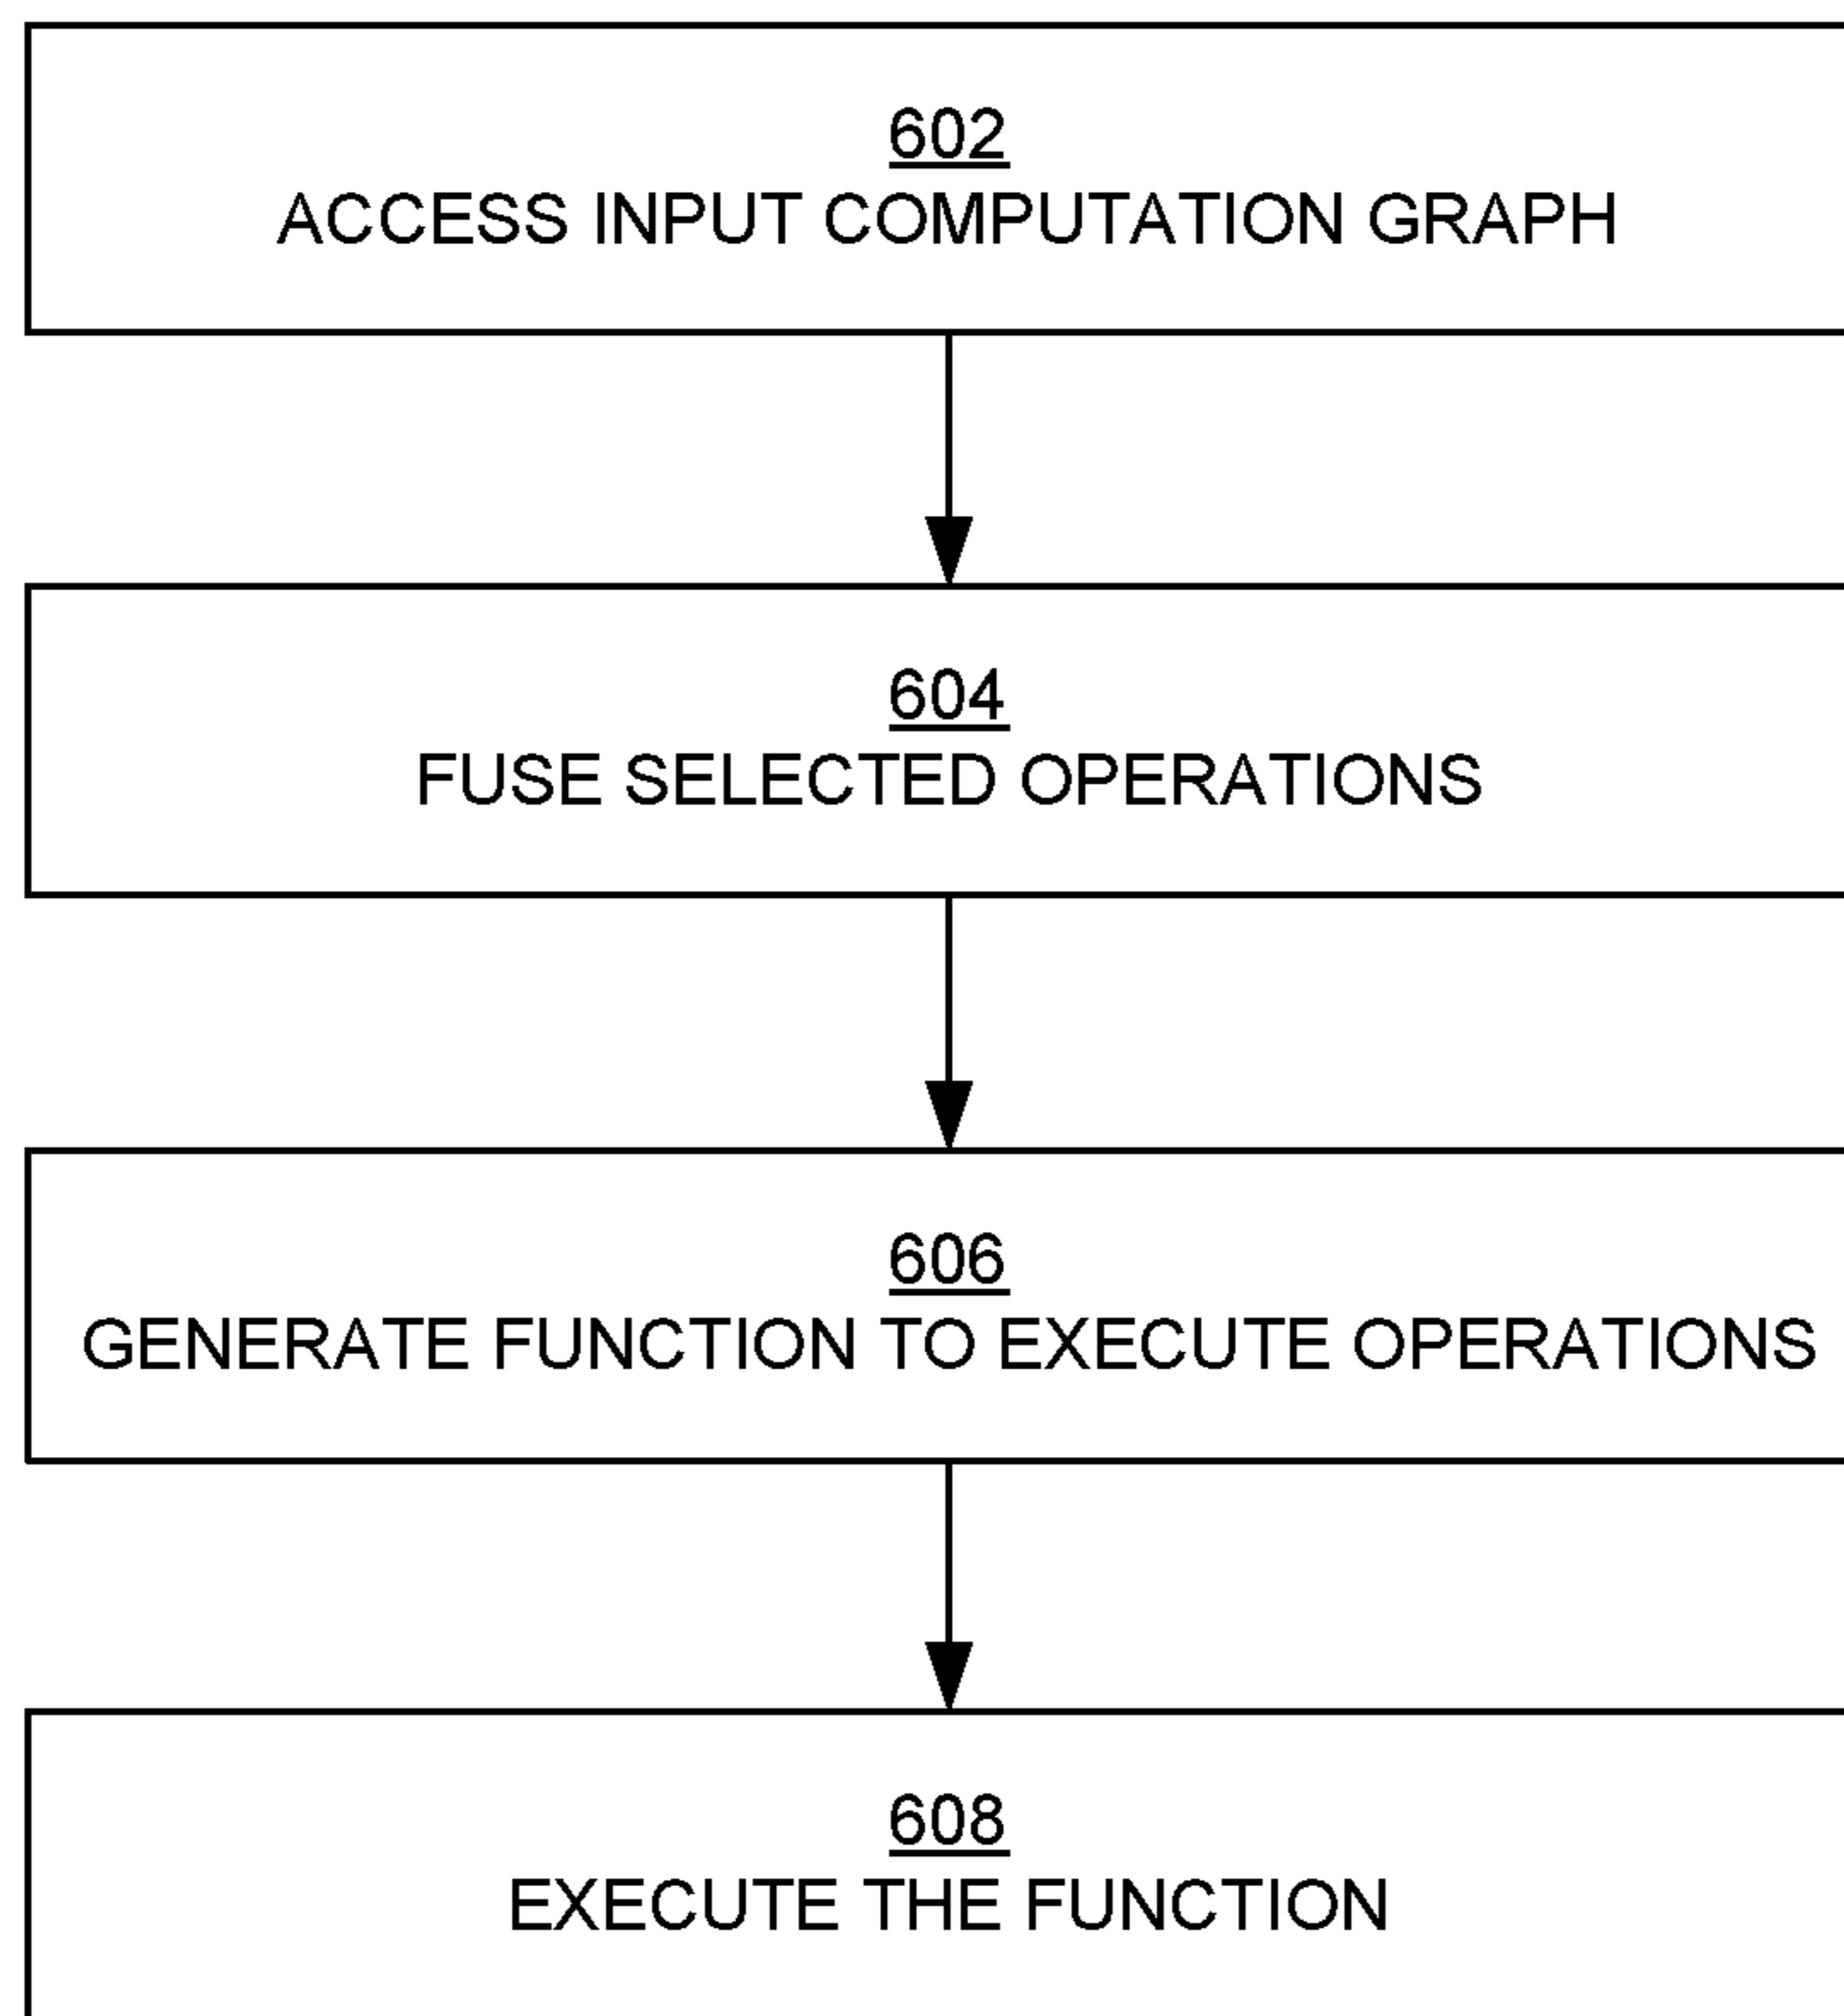 602
ACCESS INPUT COMPUTATION GRAPH
604
FUSE SELECTED OPERATIONS
606
GENERATE FUNCTION TO EXECUTE OPERATIONS
608
EXECUTE THE FUNCTION